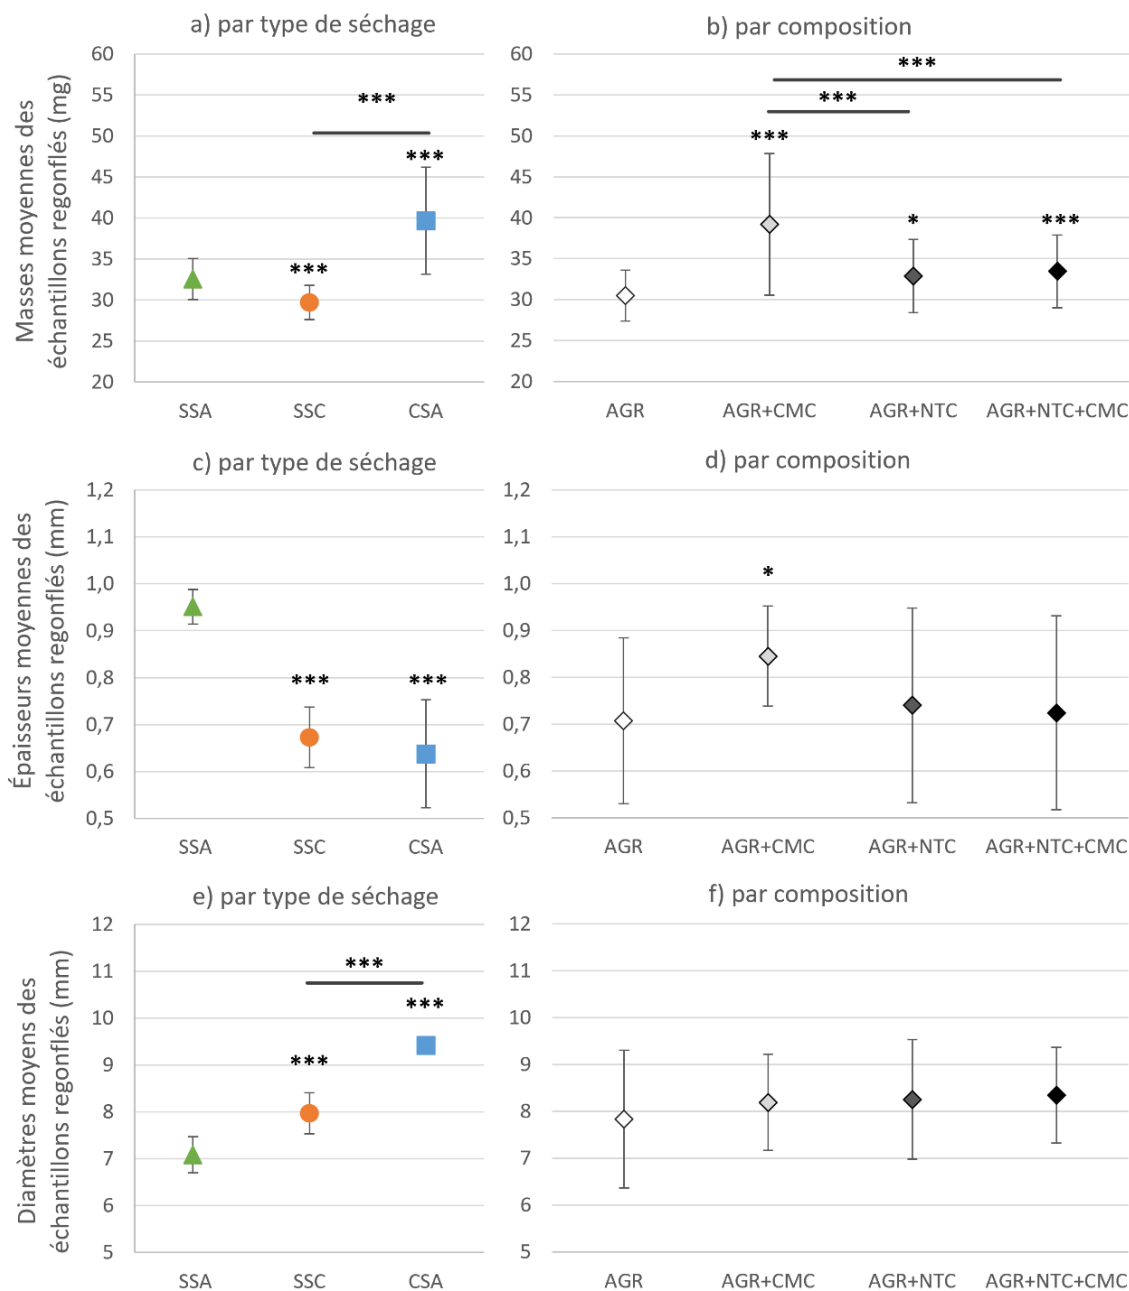 a) par type de séchage
Masses moyennes des
échantillons regonflés (mg)
60
55
50
45
40
35
30
25
20
***
***
***
SSA
SSC
CSA
b) par composition
60
55
50
45
40
35
30
25
20
***
***
***
*
***
AGR
AGR+CMC
AGR+NTC
AGR+NTC+CMC
c) par type de séchage
Épaisseurs moyennes des
échantillons regonflés (mm)
1,2
1,1
1,0
0,9
0,8
0,7
0,6
0,5
***
***
SSA
SSC
CSA
d) par composition
1,2
1,1
1,0
0,9
0,8
0,7
0,6
0,5
*
AGR
AGR+CMC
AGR+NTC
AGR+NTC+CMC
e) par type de séchage
Diamètres moyens des
échantillons regonflés (mm)
12
11
10
9
8
7
6
5
***
***
***
SSA
SSC
CSA
f) par composition
12
11
10
9
8
7
6
5
AGR
AGR+CMC
AGR+NTC
AGR+NTC+CMC